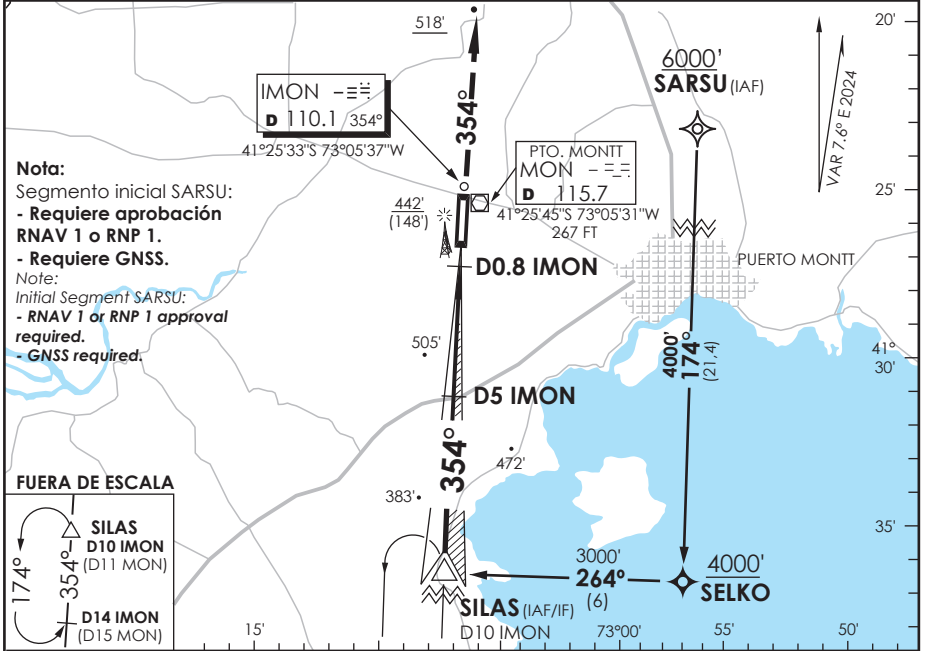 518'
20'
6000'
SARSU (IAF)
VAR 7.6° E 2024
IMON
D 110.1 354°
41°25'33"S 73°05'37"W
354°
PTO. MONTT
MON
D 115.7
41°25'45"S 73°05'31"W
267 FT
25'
Nota:
Segmento inicial SARSU:
- Requiere aprobación
RNAV 1 o RNP 1.
- Requiere GNSS.
Note:
Initial Segment SARSU:
- RNAV 1 or RNP 1 approval
required.
- GNSS required.
442'
(148')
D0.8 IMON
PUERTO MONTT
505'
4000'
174°
(21,4)
41°
30'
D5 IMON
354°
472'
383'
FUERA DE ESCALA
SILAS
D10 IMON
(D11 MON)
174°
354°
D14 IMON
(D15 MON)
35'
3000'
264°
(6)
4000'
SELKO
SILAS (IAF/IF)
D10 IMON
15'
73°00'
55'
50'